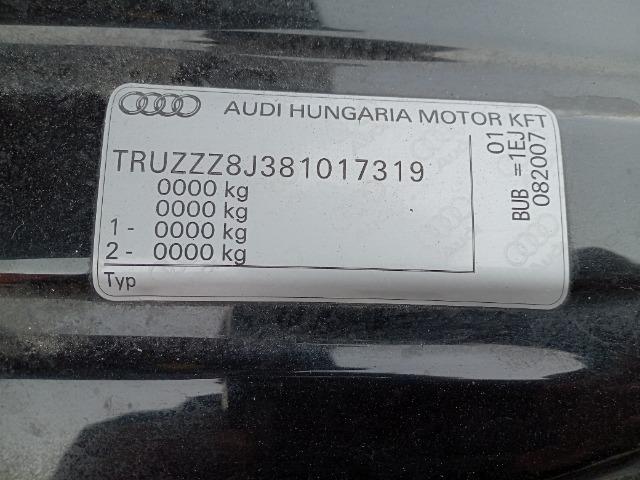 AUDI HUNGARIA MOTOR KFT
TRUZZZ8J381017319
0000 kg
0000 kg
1 - 0000 kg
2 - 0000 kg
Typ
01
BUB =1EJ
082007